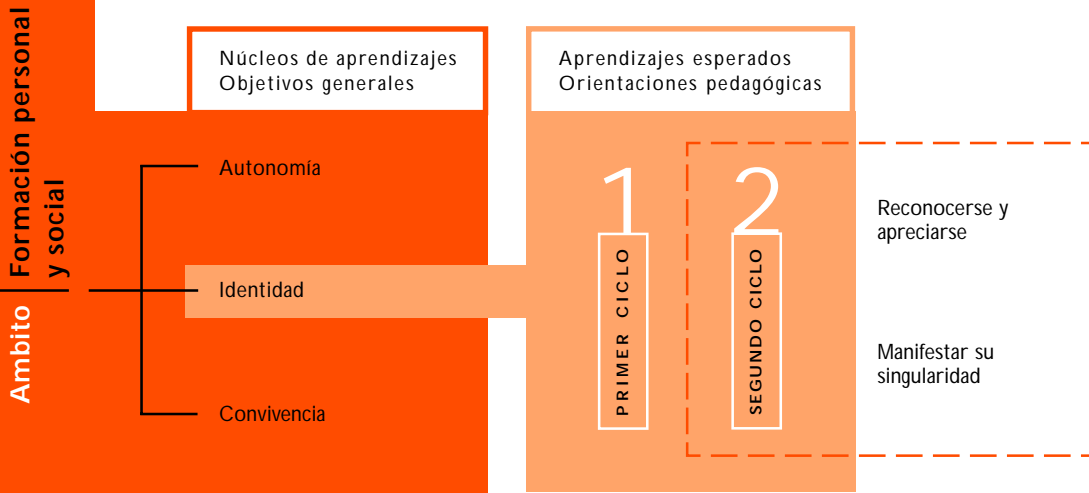 Ambito Formación personal
y social
Núcleos de aprendizajes
Objetivos generales
Autonomía
Identidad
Convivencia
Aprendizajes esperados
Orientaciones pedagógicas
1
PRIMER CICLO
2
SEGUNDO CICLO
Reconocerse y
apreciarse
Manifestar su
singularidad